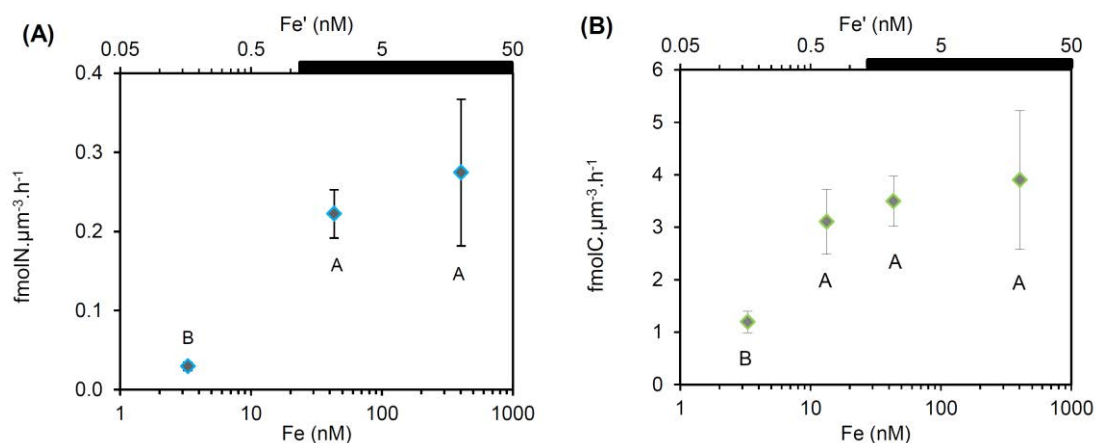 (A)
Fe' (nM)
0.05 0.5 5 50
0.4
0.3
0.2
0.1
0.0
fmolN.µm⁻³.h⁻¹
B
A
A
1 10 100 1000
Fe (nM)
(B)
Fe' (nM)
0.05 0.5 5 50
6
5
4
3
2
1
0
fmolC.µm⁻³.h⁻¹
B
A
A
A
1 10 100 1000
Fe (nM)